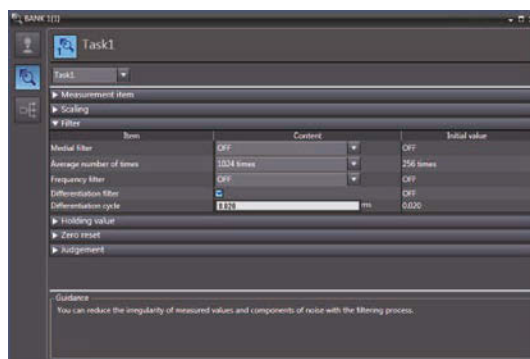 BANK 1(1)
Task1
Task1
Measurement item
Scaling
Filter
Item Content Initial value
Medial filter OFF OFF
Average number of times 1024 times 256 times
Frequency filter OFF OFF
Differentiation filter OFF
Differentiation cycle 0.020 ms 0.020
Holding value
Zero reset
Judgement
Guidance
You can reduce the irregularity of measured values and components of noise with the filtering process.